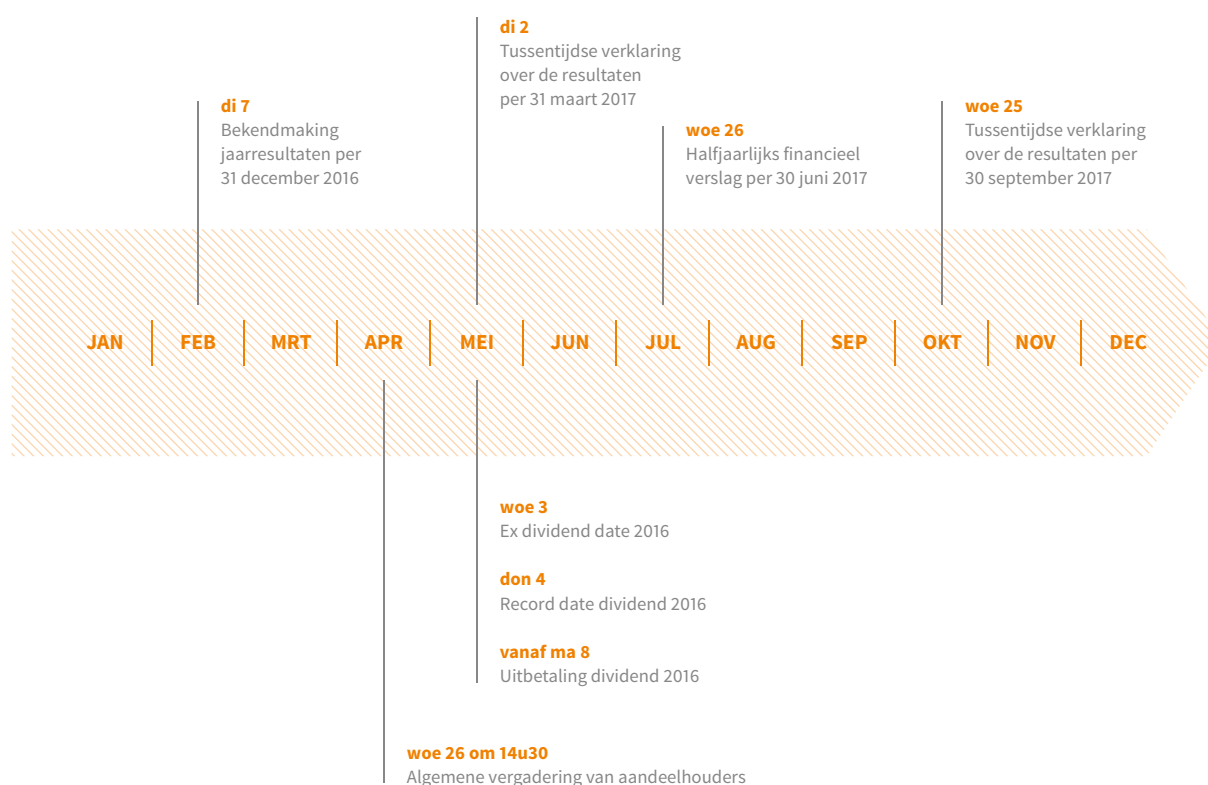 di 2
Tussentijdse verklaring
over de resultaten
per 31 maart 2017
di 7
Bekendmaking
jaarresultaten per
31 december 2016
woe 26
Halfjaarlijks financieel
verslag per 30 juni 2017
woe 25
Tussentijdse verklaring
over de resultaten per
30 september 2017
JAN FEB MRT APR MEI JUN JUL AUG SEP OKT NOV DEC
woe 3
Ex dividend date 2016
don 4
Record date dividend 2016
vanaf ma 8
Uitbetaling dividend 2016
woe 26 om 14u30
Algemene vergadering van aandeelhouders